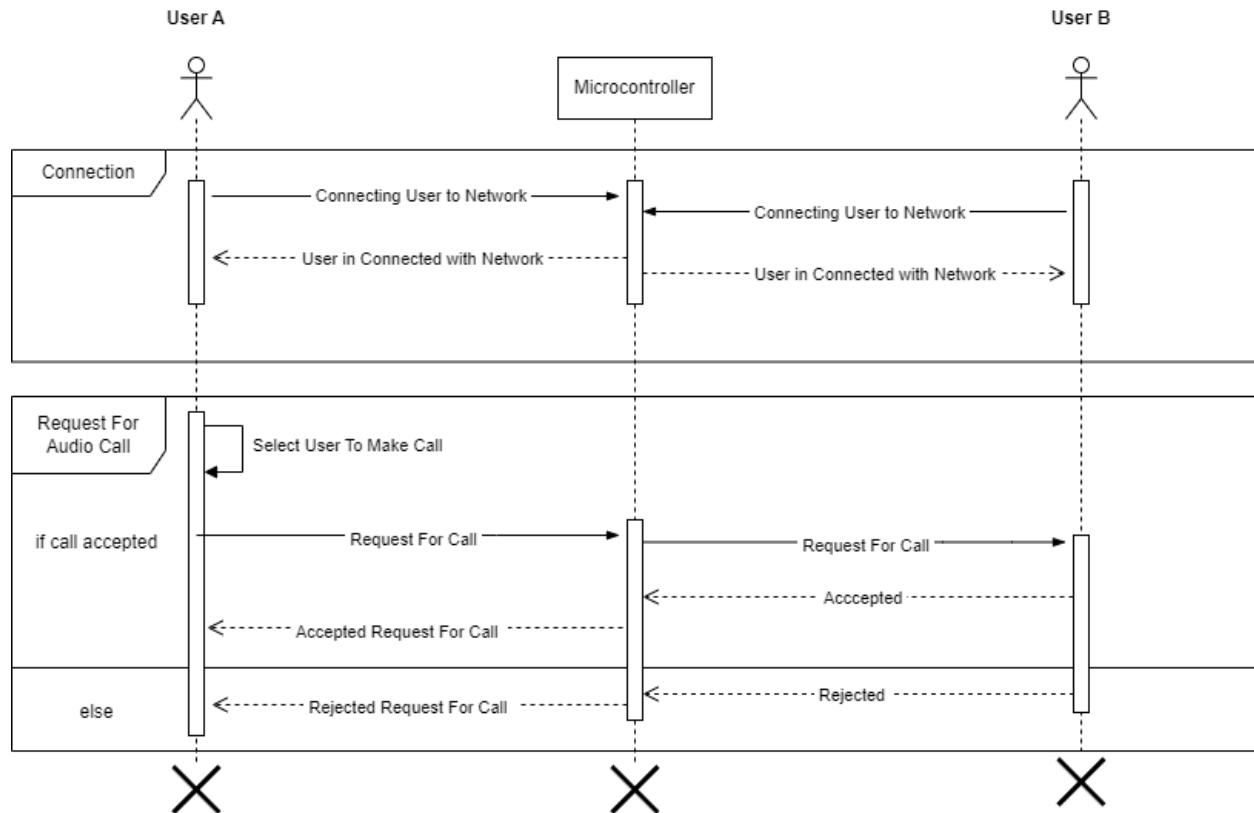 User A
User B
Microcontroller
Connection
Connecting User to Network
Connecting User to Network
User in Connected with Network
User in Connected with Network
Request For
Audio Call
Select User To Make Call
if call accepted
Request For Call
Request For Call
Acccepted
Accepted Request For Call
Rejected
Rejected Request For Call
else